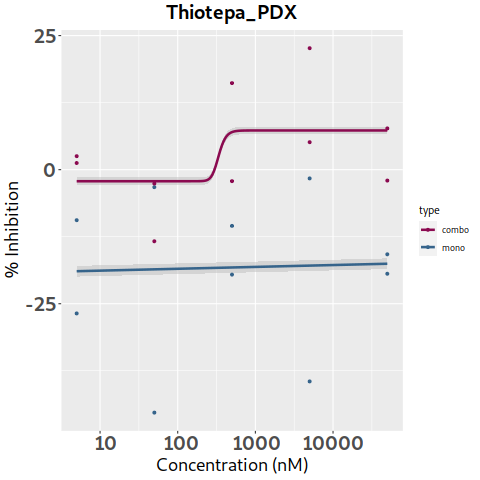 Thiotepa_PDX
25
0
-25
% Inhibition
10 100 1000 10000
Concentration (nM)
type
combo
mono